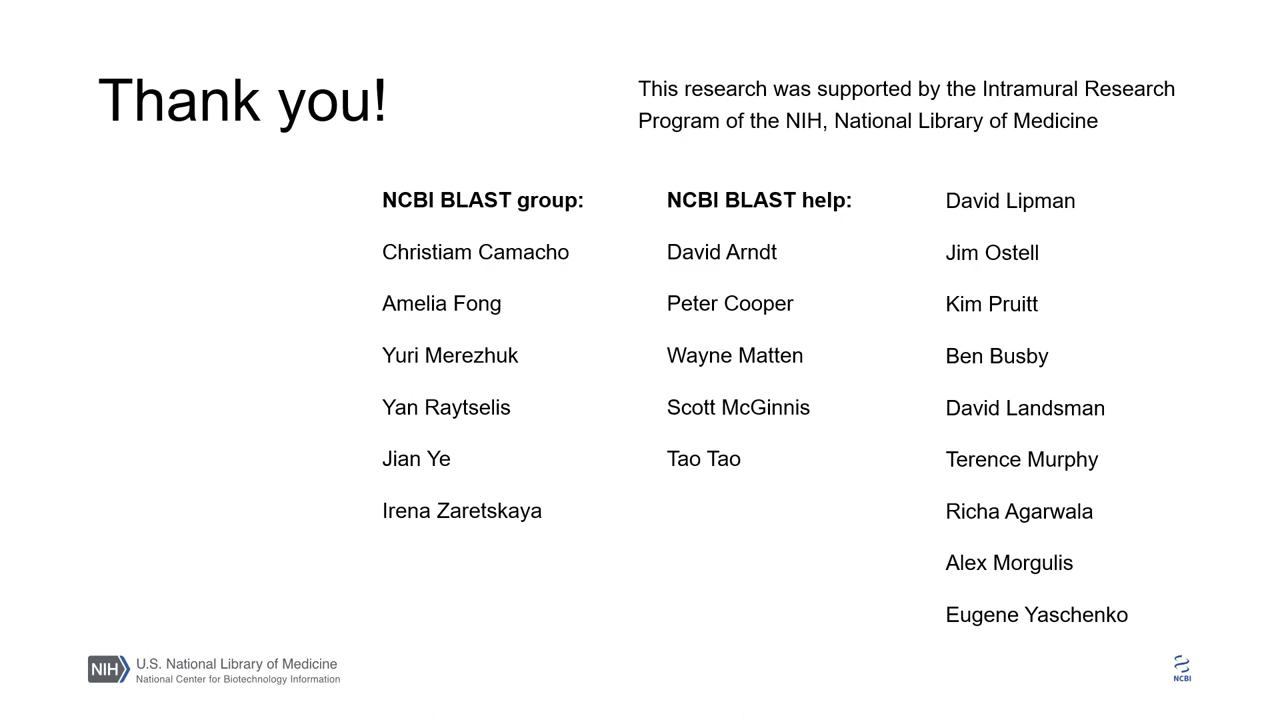 Thank you!
This research was supported by the Intramural Research
Program of the NIH, National Library of Medicine
NCBI BLAST group:
Christiam Camacho
Amelia Fong
Yuri Merezhuk
Yan Raytselis
Jian Ye
Irena Zaretskaya
NCBI BLAST help:
David Arndt
Peter Cooper
Wayne Matten
Scott McGinnis
Tao Tao
David Lipman
Jim Ostell
Kim Pruitt
Ben Busby
David Landsman
Terence Murphy
Richa Agarwala
Alex Morgulis
Eugene Yaschenko
NIH
U.S. National Library of Medicine
National Center for Biotechnology Information
NCBI